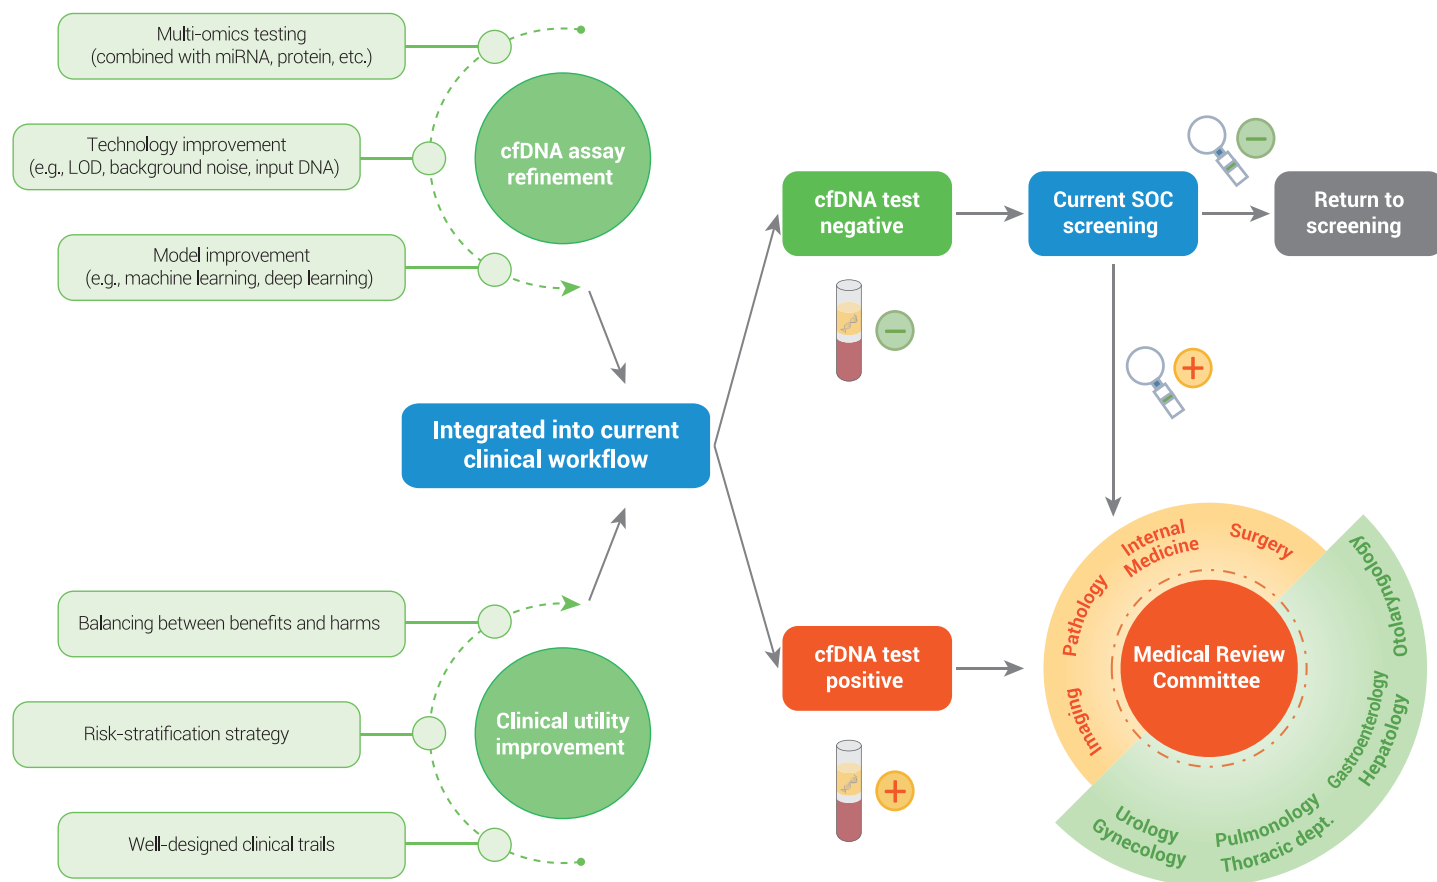 Multi-omics testing
(combined with miRNA, protein, etc.)
Technology improvement
(e.g., LOD, background noise, input DNA)
Model improvement
(e.g., machine learning, deep learning)
cfDNA assay
refinement
Integrated into current
clinical workflow
Balancing between benefits and harms
Risk-stratification strategy
Well-designed clinical trails
Clinical utility
improvement
cfDNA test
negative
Current SOC
screening
Return to
screening
cfDNA test
positive
Medical Review
Committee
Imaging
Pathology
Internal
Medicine
Surgery
Otolaryngology
Gastroenterology
Hepatology
Pulmonology
Thoracic dept.
Urology
Gynecology